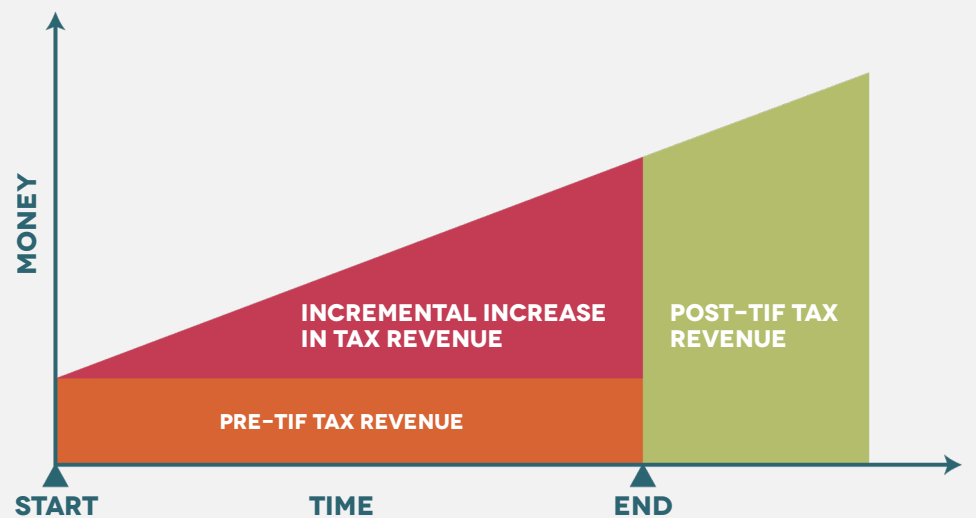 MONEY
INCREMENTAL INCREASE
IN TAX REVENUE
POST-TIF TAX
REVENUE
PRE-TIF TAX REVENUE
START
TIME
END